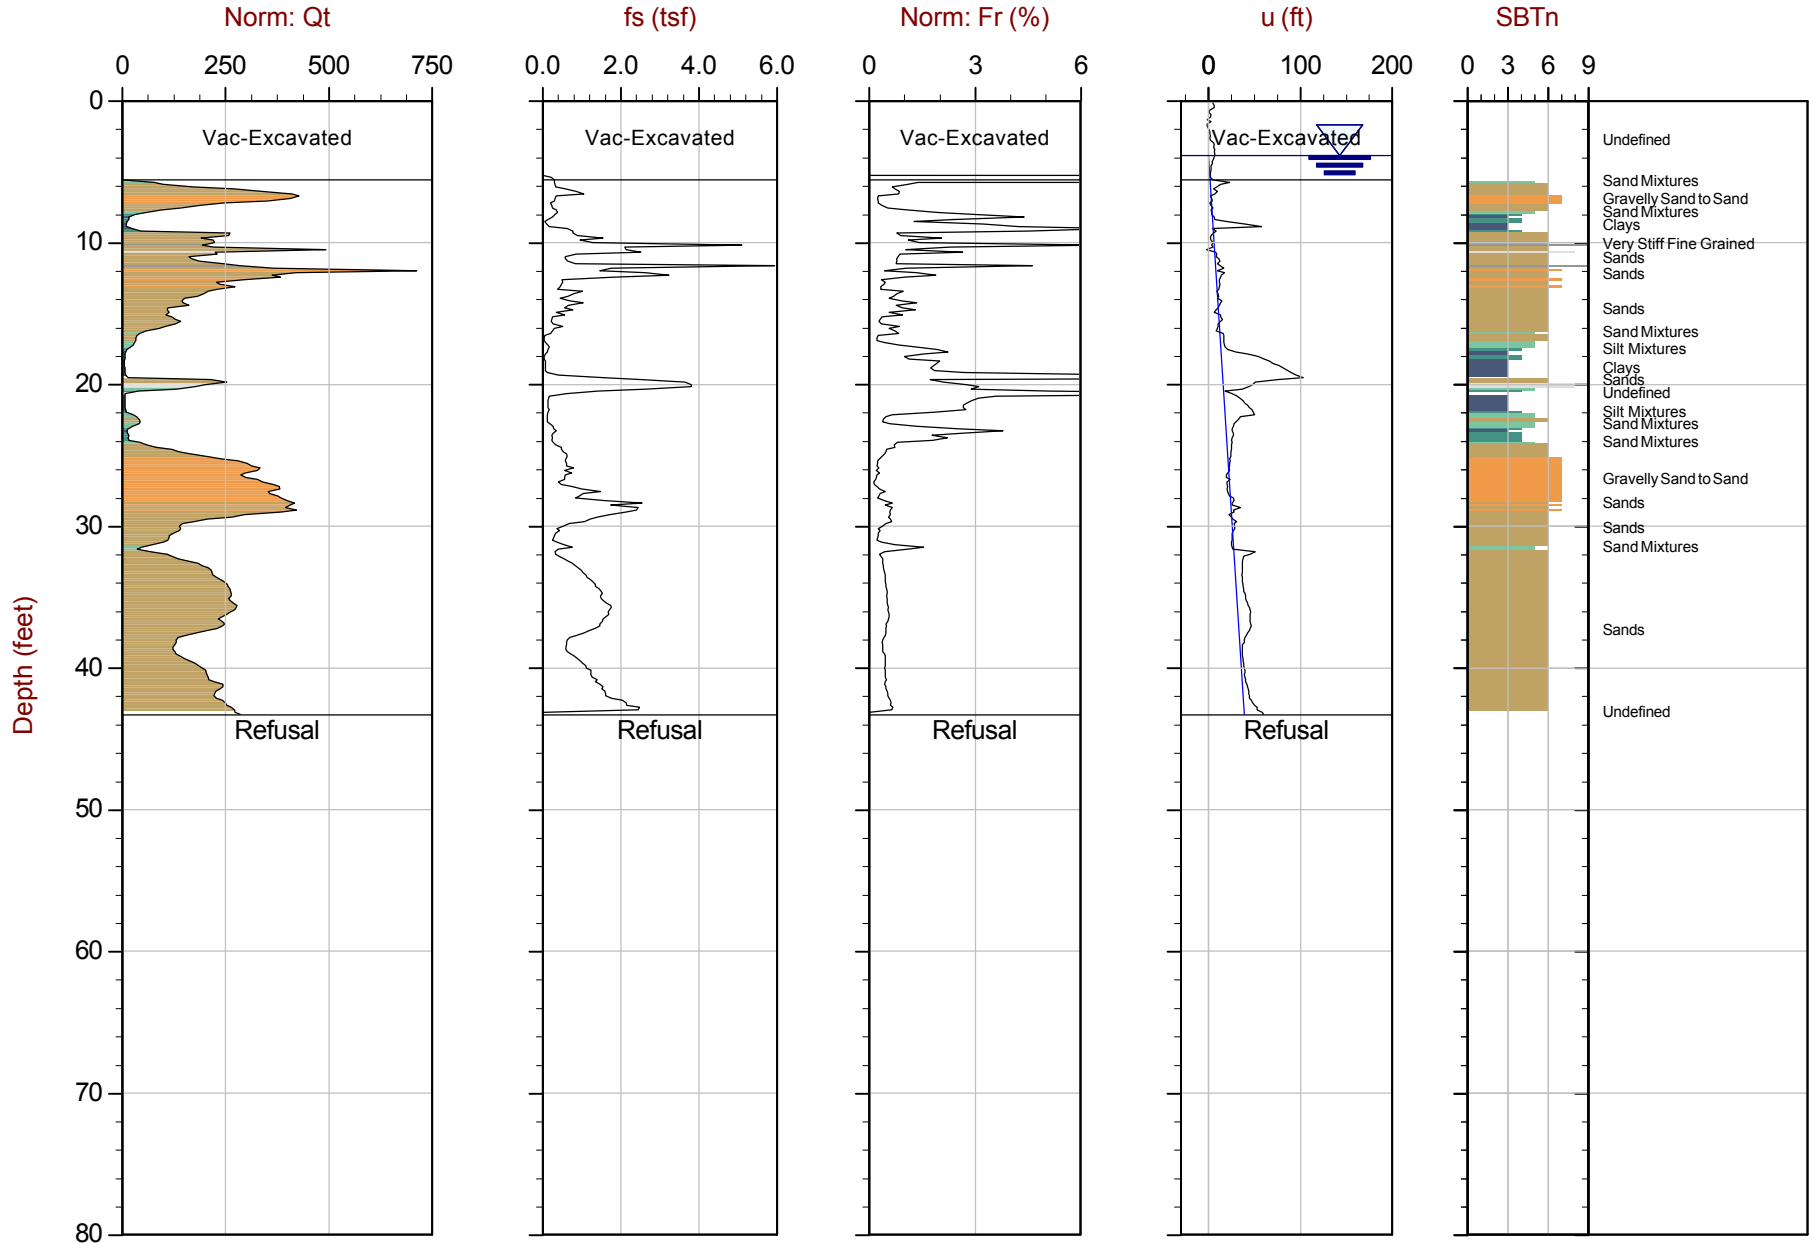 Norm: Qt fs (tsf) Norm: Fr (%) u (ft) SBTn
0 250 500 750 0.0 2.0 4.0 6.0 0 3 6 0 100 200 0 3 6 9
0
Vac-Excavated Vac-Excavated Vac-Excavated Vac-Excavated
Undefined
Sand Mixtures
Gravelly Sand to Sand
Sand Mixtures
Clays
10
Very Stiff Fine Grained
Sands
Sands
Sands
Sand Mixtures
Silt Mixtures
Clays
Sands
20
Undefined
Silt Mixtures
Sand Mixtures
Sand Mixtures
Gravelly Sand to Sand
Sands
30
Sands
Sand Mixtures
Sands
Depth (feet)
40
Undefined
Refusal Refusal Refusal Refusal
50
60
70
80